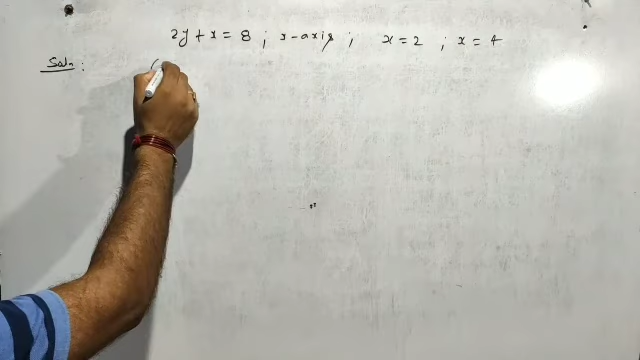 2y + x = 8 ; x-axis ; x = 2 ; x = 4
Soln :